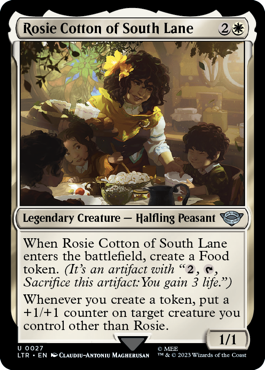 Rosie Cotton of South Lane 2
Legendary Creature — Halfling Peasant
When Rosie Cotton of South Lane
enters the battlefield, create a Food
token. (It's an artifact with "2, T,
Sacrifice this artifact: You gain 3 life.")
Whenever you create a token, put a
+1/+1 counter on target creature you
control other than Rosie.
1/1
U 0027
LTR • EN Claudiu-Antoniu Magherusan
© MEE
™ & © 2023 Wizards of the Coast